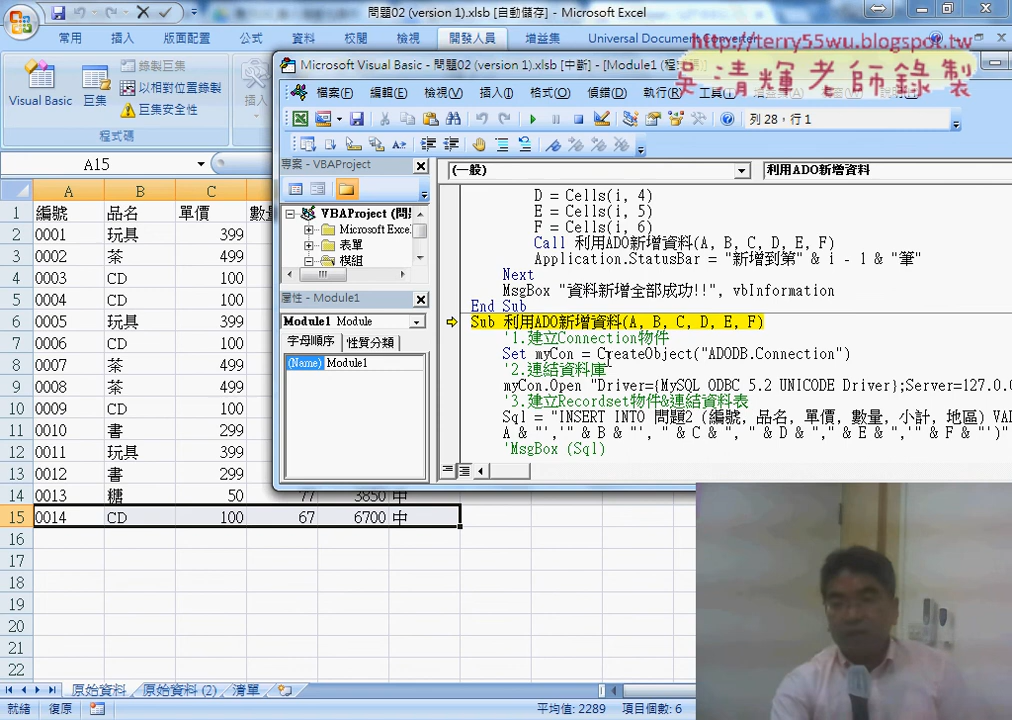 問題02 (version 1).xlsb [自動儲存] - Microsoft Excel
常用 插入 版面配置 公式 資料 校閱 檢視 開發人員 增益集 Universal Document Converter
http://terry55wu.blogspot.tw
吳清輝老師錄製
Visual Basic 巨集 錄製巨集
以相對位置錄製
巨集安全性
程式碼
插入
A15
A B C
1 編號 品名 單價 數量
2 0001 玩具 399
3 0002 茶 499
4 0003 CD 100
5 0004 CD 100
6 0005 玩具 399
7 0006 CD 100
8 0007 茶 499
9 0008 茶 499
10 0009 CD 100
11 0010 書 299
12 0011 玩具 399
13 0012 書 299
14 0013 糖 50 77 3850 中
15 0014 CD 100 67 6700 中
16
17
18
19
20
21
22
原始資料 原始資料 (2) 清單
就緒 復原 平均值: 2289 項目個數: 6
Microsoft Visual Basic - 問題02 (version 1).xlsb [中斷] - [Module1 (程式碼)]
檔案(F) 編輯(E) 檢視(V) 插入(I) 格式(O) 偵錯(D) 執行(R) 工具(T)
列 28，行 1
專案 - VBAProject
VBAProject (問
Microsoft Exce
表單
模組
屬性 - Module1
Module1 Module
字母順序 性質分類
(Name) Module1
(一般) 利用ADO新增資料
D = Cells(i, 4)
E = Cells(i, 5)
F = Cells(i, 6)
Call 利用ADO新增資料(A, B, C, D, E, F)
Application.StatusBar = "新增到第" & i - 1 & "筆"
Next
MsgBox "資料新增全部成功!!", vbInformation
End Sub
Sub 利用ADO新增資料(A, B, C, D, E, F)
'1.建立Connection物件
Set myCon = CreateObject("ADODB.Connection")
'2.連結資料庫
myCon.Open "Driver={MySQL ODBC 5.2 UNICODE Driver};Server=127.0.0
'3.建立Recordset物件&連結資料表
Sql = "INSERT INTO 問題2 (編號, 品名, 單價, 數量, 小計, 地區) VAL
A & "','" & B & "', " & C & ", " & D & "," & E & ",'" & F & "')"
'MsgBox (Sql)